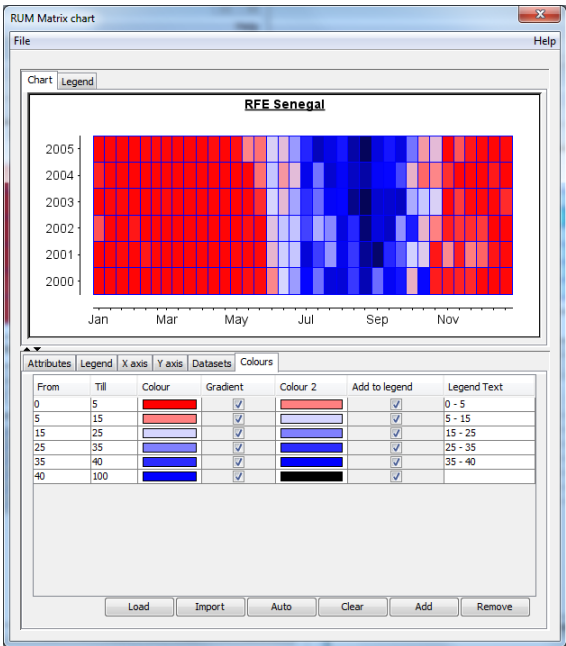 RUM Matrix chart
File Help
Chart Legend
RFE Senegal
2005
2004
2003
2002
2001
2000
Jan Mar May Jul Sep Nov
Attributes Legend X axis Y axis Datasets Colours
From Till Colour Gradient Colour 2 Add to legend Legend Text
0 5 0 - 5
5 15 5 - 15
15 25 15 - 25
25 35 25 - 35
35 40 35 - 40
40 100
Load Import Auto Clear Add Remove